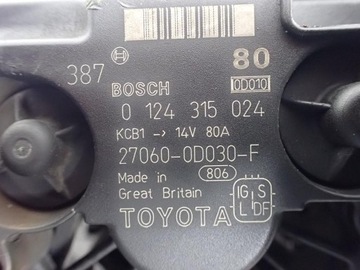 80
387 BOSCH 0D010
0 124 315 024
KCB1 -> 14V 80A
27060-0D030-F
Made in 806
Great Britain
IG S
L DF
TOYOTA